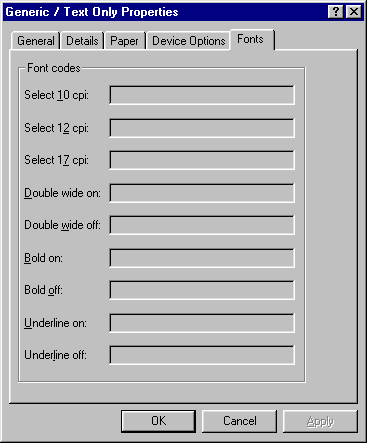 Generic / Text Only Properties
General Details Paper Device Options Fonts
Font codes
Select 10 cpi:
Select 12 cpi:
Select 17 cpi:
Double wide on:
Double wide off:
Bold on:
Bold off:
Underline on:
Underline off:
OK Cancel Apply